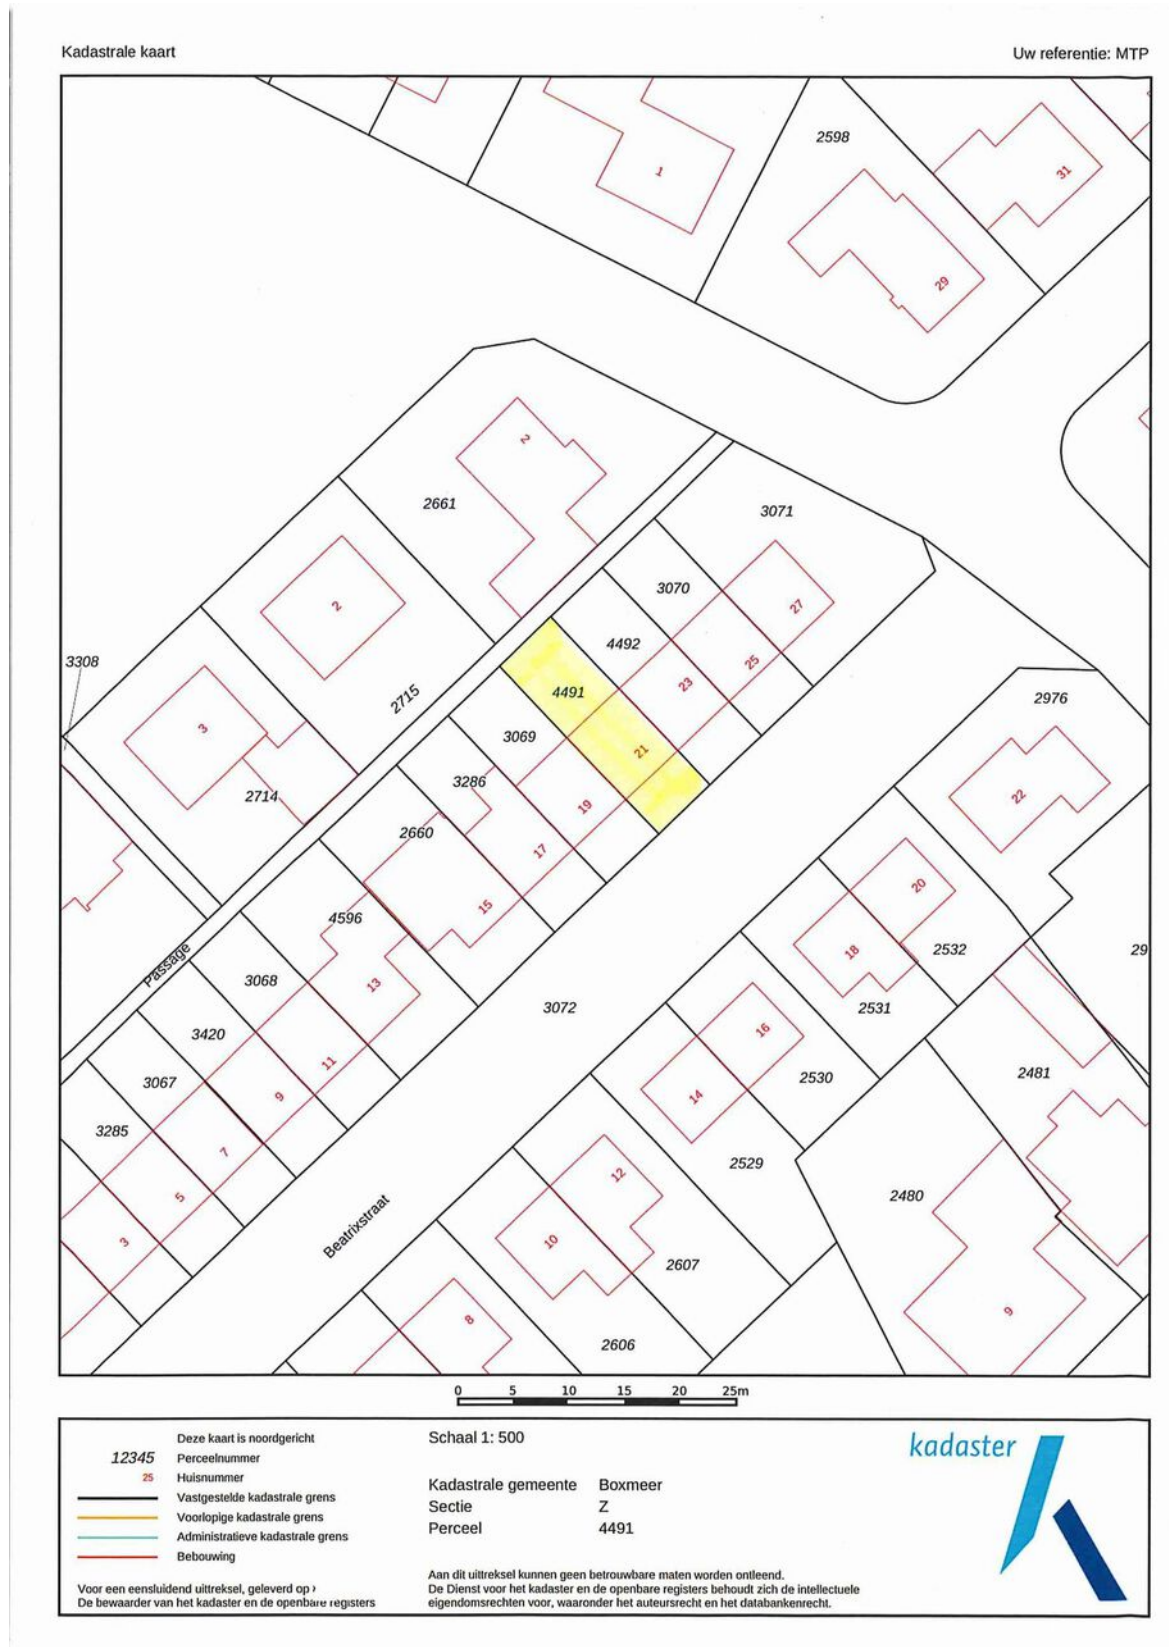 Kadastrale kaart
Uw referentie: MTP
2598
1
31
29
2
2661
3071
3070
27
2
4492
25
3308
23
4491
2976
2715
3
3069
21
3286
22
2714
19
2660
17
20
15
4596
18
2532
29
Passage
3068
13
3072
2531
3420
16
11
2481
3067
9
14
2530
3285
7
2529
12
5
2480
Beatrixstraat
3
10
2607
9
8
2606
0 5 10 15 20 25m
Deze kaart is noordgericht
12345 Perceelnummer
25 Huisnummer
Vastgestelde kadastrale grens
Voorlopige kadastrale grens
Administratieve kadastrale grens
Bebouwing
Voor een eensluidend uittreksel, geleverd op
De bewaarder van het kadaster en de openbare registers
Schaal 1: 500
Kadastrale gemeente Boxmeer
Sectie Z
Perceel 4491
Aan dit uittreksel kunnen geen betrouwbare maten worden ontleend.
De Dienst voor het kadaster en de openbare registers behoudt zich de intellectuele
eigendomsrechten voor, waaronder het auteursrecht en het databankenrecht.
kadaster